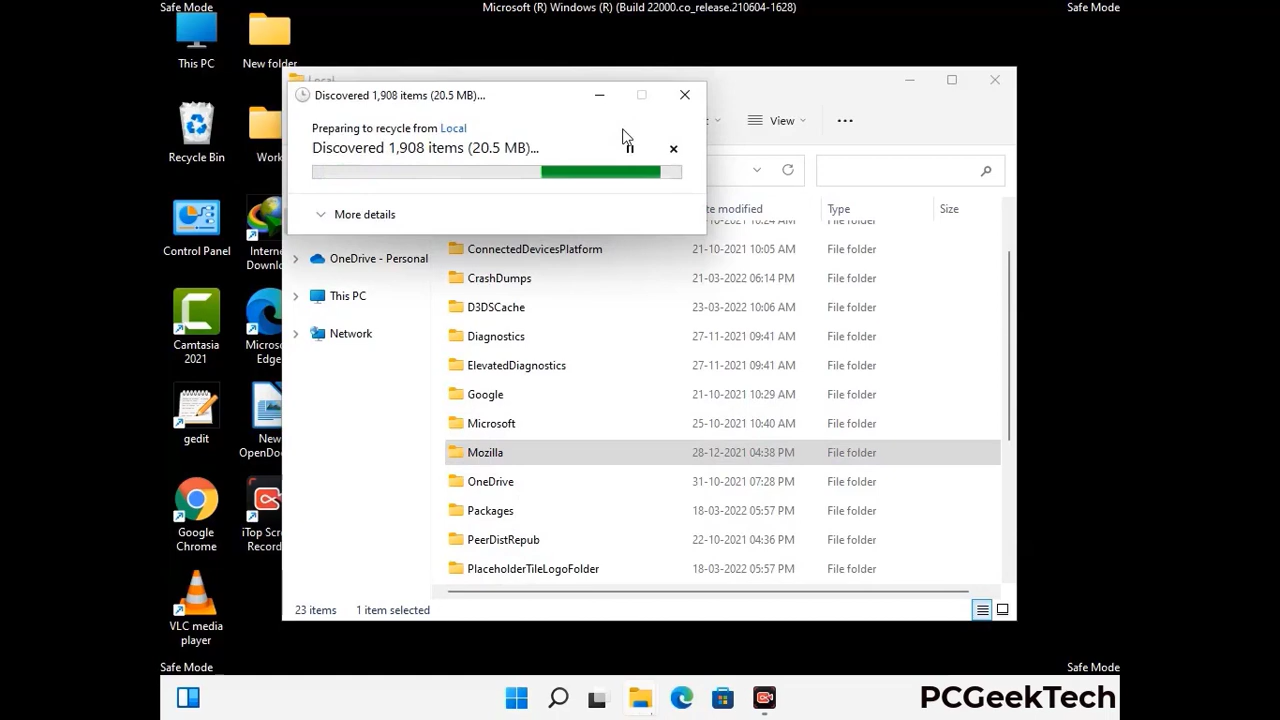 Safe Mode
Microsoft (R) Windows (R) (Build 22000.co_release.210604-1628)
Safe Mode
This PC
New folder
Recycle Bin
Work
Control Panel
Intern
Downlo
Camtasia
2021
Micros
Edge
gedit
New
OpenDo
Google
Chrome
iTop Scr
Record
VLC media
player
Local
Discovered 1,908 items (20.5 MB)...
Preparing to recycle from Local
Discovered 1,908 items (20.5 MB)...
More details
View
te modified
Type
Size
File folder
OneDrive - Personal
This PC
Network
ConnectedDevicesPlatform 21-10-2021 10:05 AM File folder
CrashDumps 21-03-2022 06:14 PM File folder
D3DSCache 23-03-2022 10:06 AM File folder
Diagnostics 27-11-2021 09:41 AM File folder
ElevatedDiagnostics 27-11-2021 09:41 AM File folder
Google 21-10-2021 10:29 AM File folder
Microsoft 25-10-2021 10:40 AM File folder
Mozilla 28-12-2021 04:38 PM File folder
OneDrive 31-10-2021 07:28 PM File folder
Packages 18-03-2022 05:57 PM File folder
PeerDistRepub 22-10-2021 04:36 PM File folder
PlaceholderTileLogoFolder 18-03-2022 05:57 PM File folder
23 items
1 item selected
Safe Mode
Safe Mode
PCGeekTech